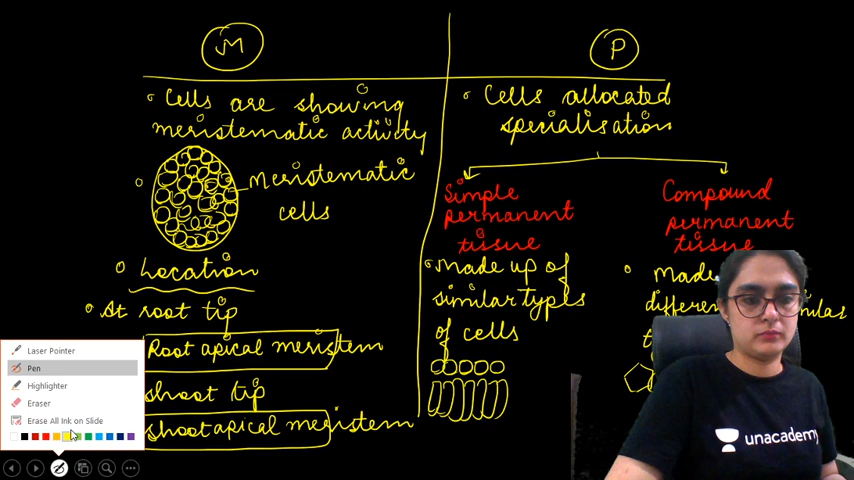 M
P
Cells are showing
meristematic activity
Meristematic
cells
Location
At root tip
Root apical meristem
shoot tip
Shoot apical meristem
Cells allocated
specialisation
Simple
permanent
tissue
Made up of
similar types
of cells
Compound
permanent
tissue
Made
differen
Laser Pointer
Pen
Highlighter
Eraser
Erase All Ink on Slide
unacademy